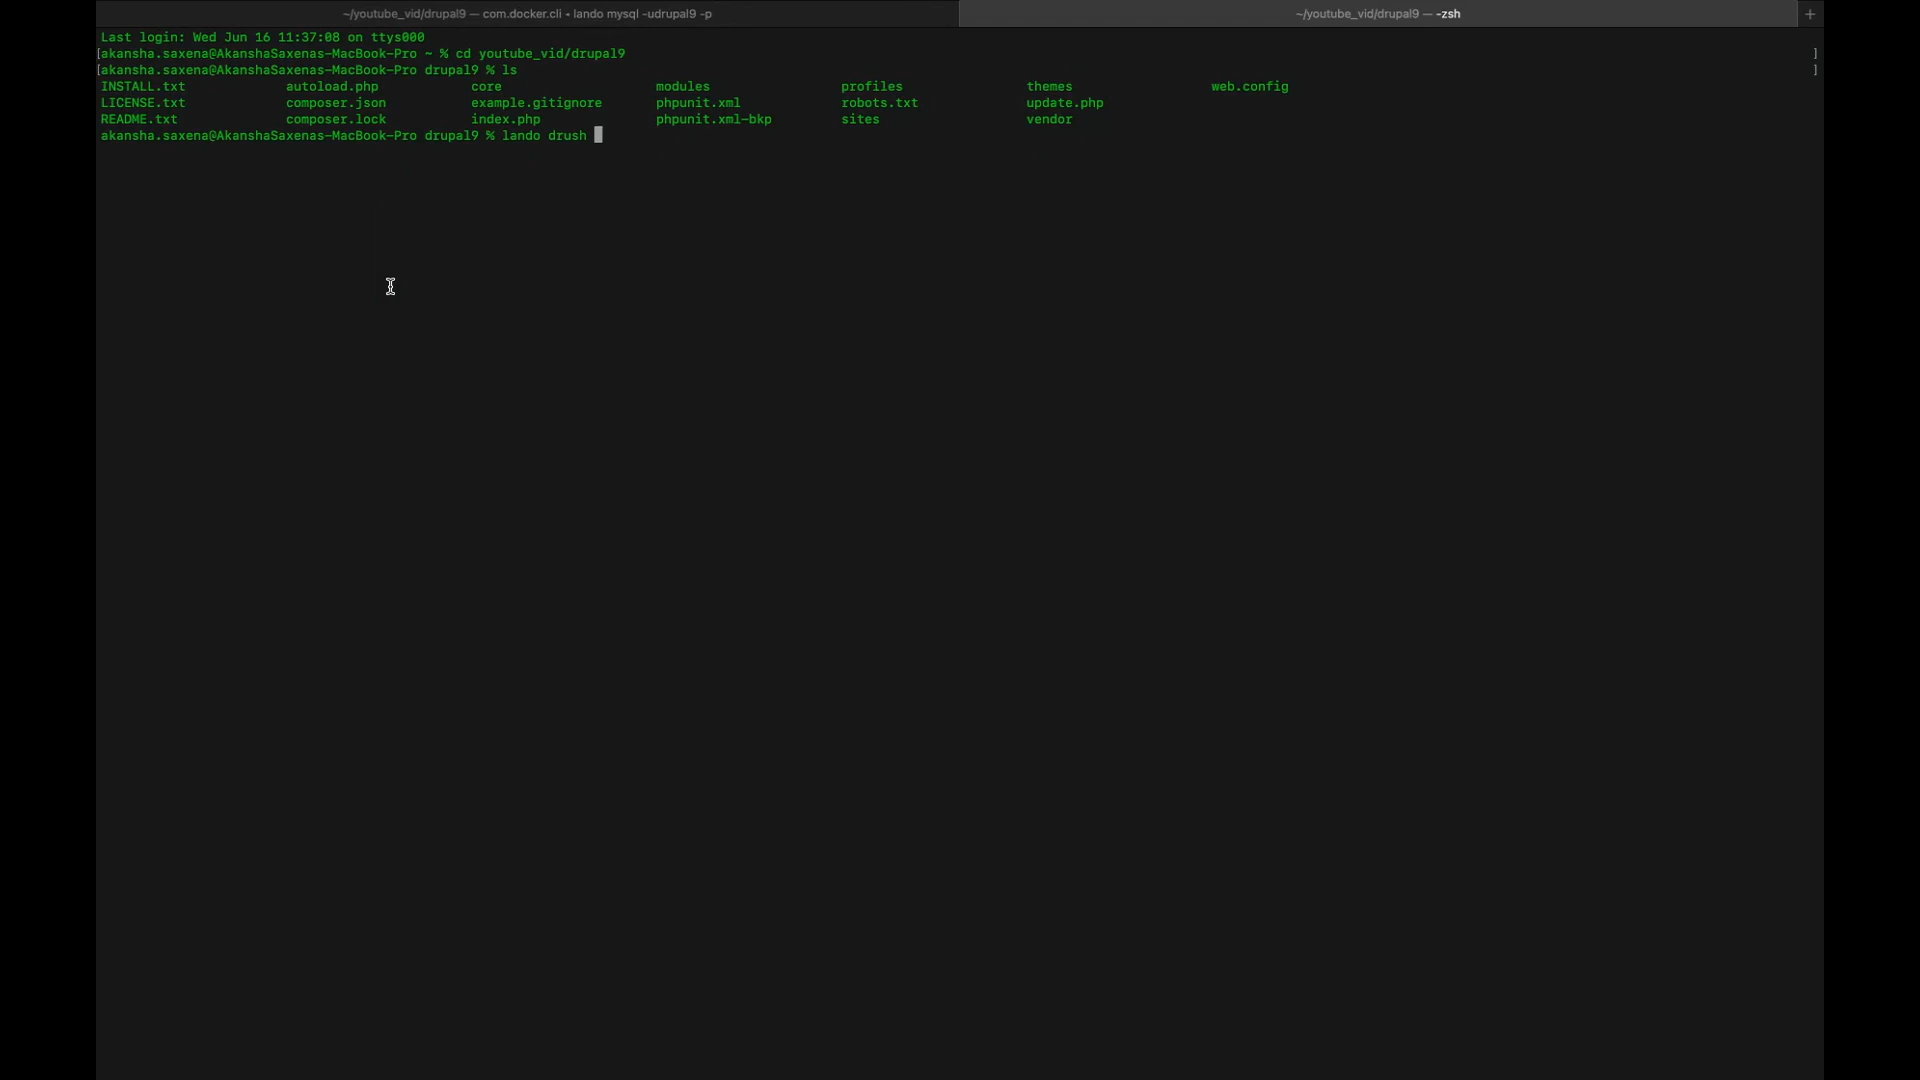 ~/youtube_vid/drupal9 — com.docker.cli • lando mysql -udrupal9 -p ~/youtube_vid/drupal9 — -zsh +
Last login: Wed Jun 16 11:37:08 on ttys000
[akansha.saxena@AkanshaSaxenas-MacBook-Pro ~ % cd youtube_vid/drupal9 ]
[akansha.saxena@AkanshaSaxenas-MacBook-Pro drupal9 % ls ]
INSTALL.txt autoload.php core modules profiles themes web.config
LICENSE.txt composer.json example.gitignore phpunit.xml robots.txt update.php
README.txt composer.lock index.php phpunit.xml-bkp sites vendor
akansha.saxena@AkanshaSaxenas-MacBook-Pro drupal9 % lando drush